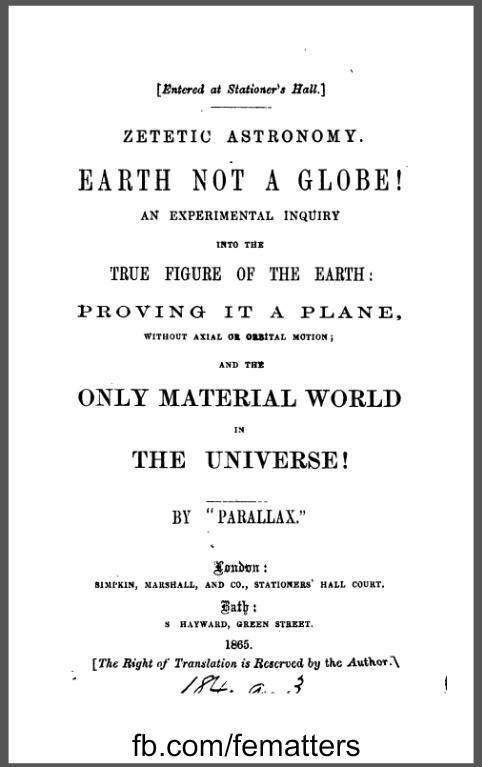 [Entered at Stationer's Hall.]
ZETETIC ASTRONOMY.
EARTH NOT A GLOBE!
AN EXPERIMENTAL INQUIRY
INTO THE
TRUE FIGURE OF THE EARTH:
PROVING IT A PLANE,
WITHOUT AXIAL OR ORBITAL MOTION;
AND THE
ONLY MATERIAL WORLD
IN
THE UNIVERSE!
BY "PARALLAX."
London:
SIMPKIN, MARSHALL, AND CO., STATIONERS' HALL COURT.
Bath:
S HAYWARD, GREEN STREET.
1865.
[The Right of Translation is Reserved by the Author.\
184. a. 3
fb.com/fematters